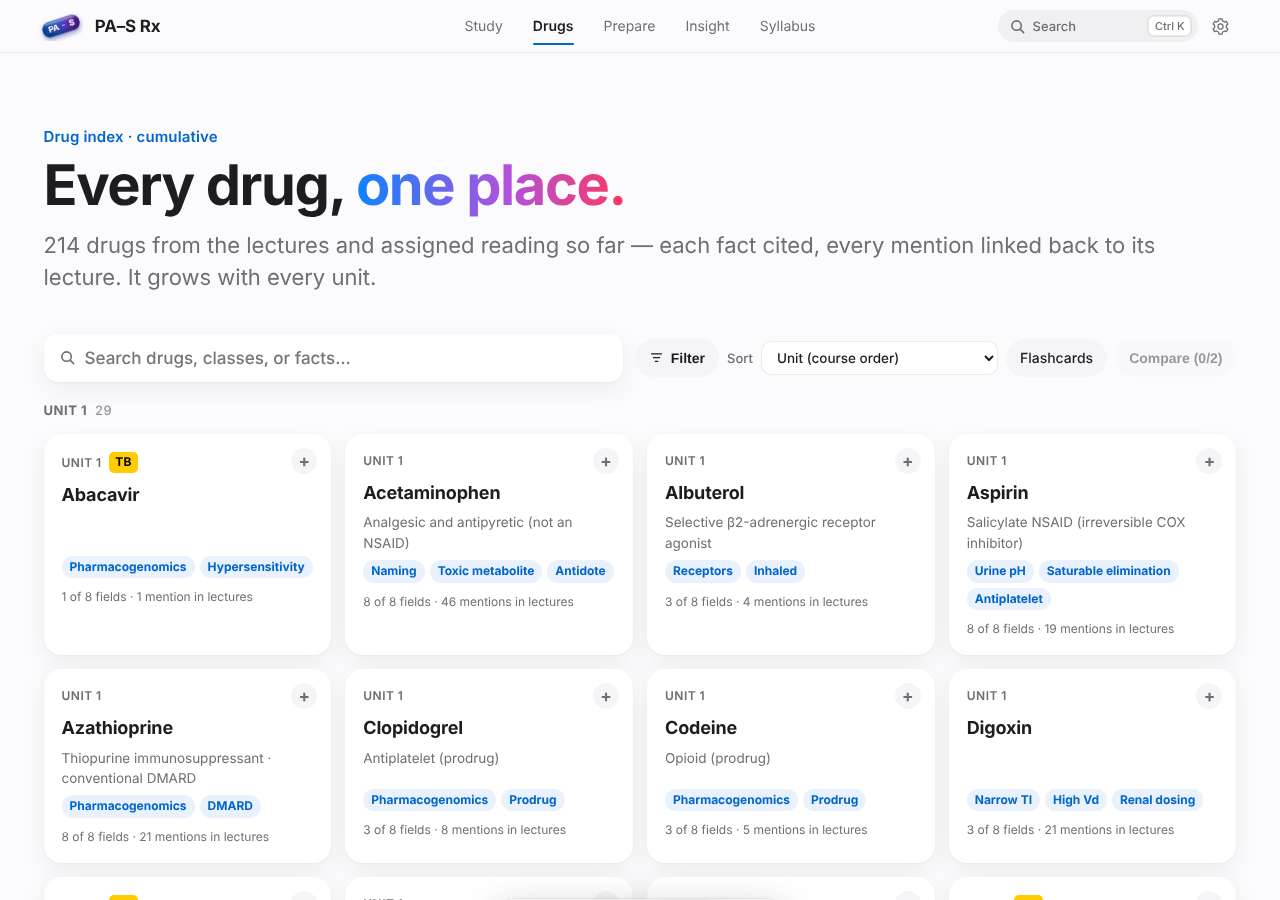 PA - S
PA–S Rx
Study
Drugs
Prepare
Insight
Syllabus
Search
Ctrl K
Drug index · cumulative
Every drug, one place.
214 drugs from the lectures and assigned reading so far — each fact cited, every mention linked back to its
lecture. It grows with every unit.
Search drugs, classes, or facts...
Filter
Sort
Unit (course order)
Flashcards
Compare (0/2)
UNIT 1 29
UNIT 1 TB +
Abacavir
Pharmacogenomics Hypersensitivity
1 of 8 fields · 1 mention in lectures
UNIT 1 +
Acetaminophen
Analgesic and antipyretic (not an
NSAID)
Naming Toxic metabolite Antidote
8 of 8 fields · 46 mentions in lectures
UNIT 1 +
Albuterol
Selective β2-adrenergic receptor
agonist
Receptors Inhaled
3 of 8 fields · 4 mentions in lectures
UNIT 1 +
Aspirin
Salicylate NSAID (irreversible COX
inhibitor)
Urine pH Saturable elimination
Antiplatelet
8 of 8 fields · 19 mentions in lectures
UNIT 1 +
Azathioprine
Thiopurine immunosuppressant ·
conventional DMARD
Pharmacogenomics DMARD
8 of 8 fields · 21 mentions in lectures
UNIT 1 +
Clopidogrel
Antiplatelet (prodrug)
Pharmacogenomics Prodrug
3 of 8 fields · 8 mentions in lectures
UNIT 1 +
Codeine
Opioid (prodrug)
Pharmacogenomics Prodrug
3 of 8 fields · 5 mentions in lectures
UNIT 1 +
Digoxin
Narrow TI High Vd Renal dosing
3 of 8 fields · 21 mentions in lectures